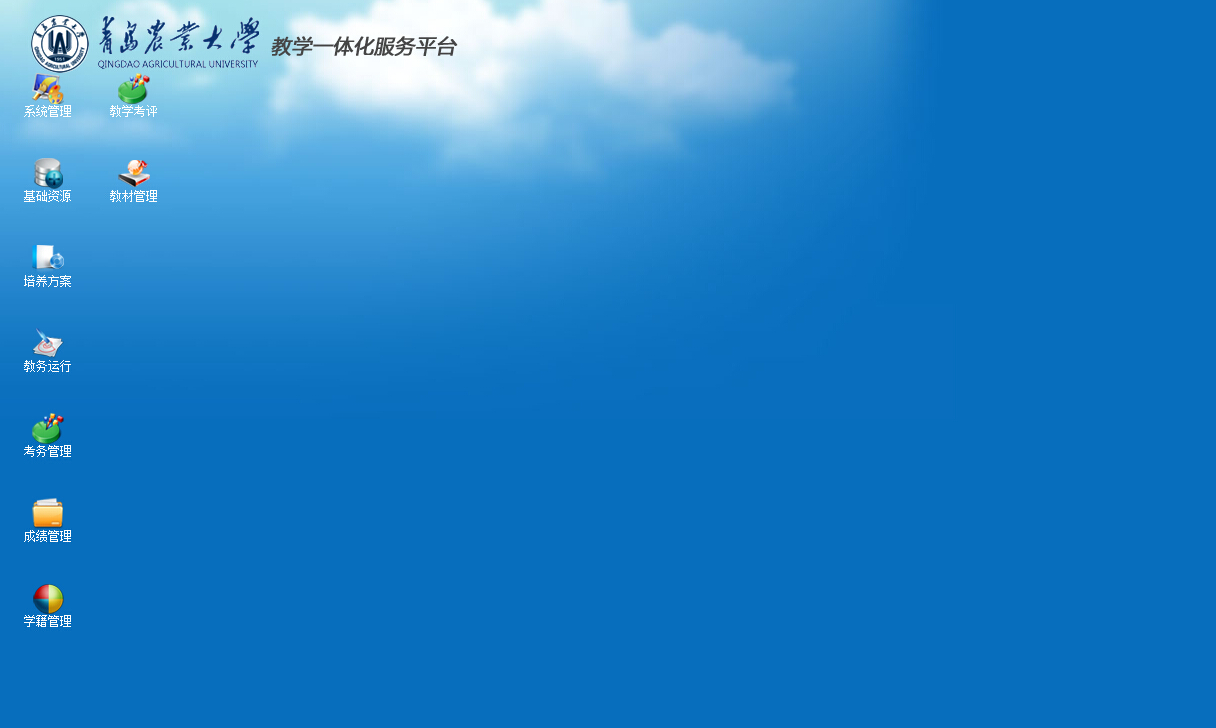 青島农業大學
QINGDAO AGRICULTURAL UNIVERSITY
教学一体化服务平台
系统管理
教学考评
基础资源
教材管理
培养方案
教务运行
考务管理
成绩管理
学籍管理